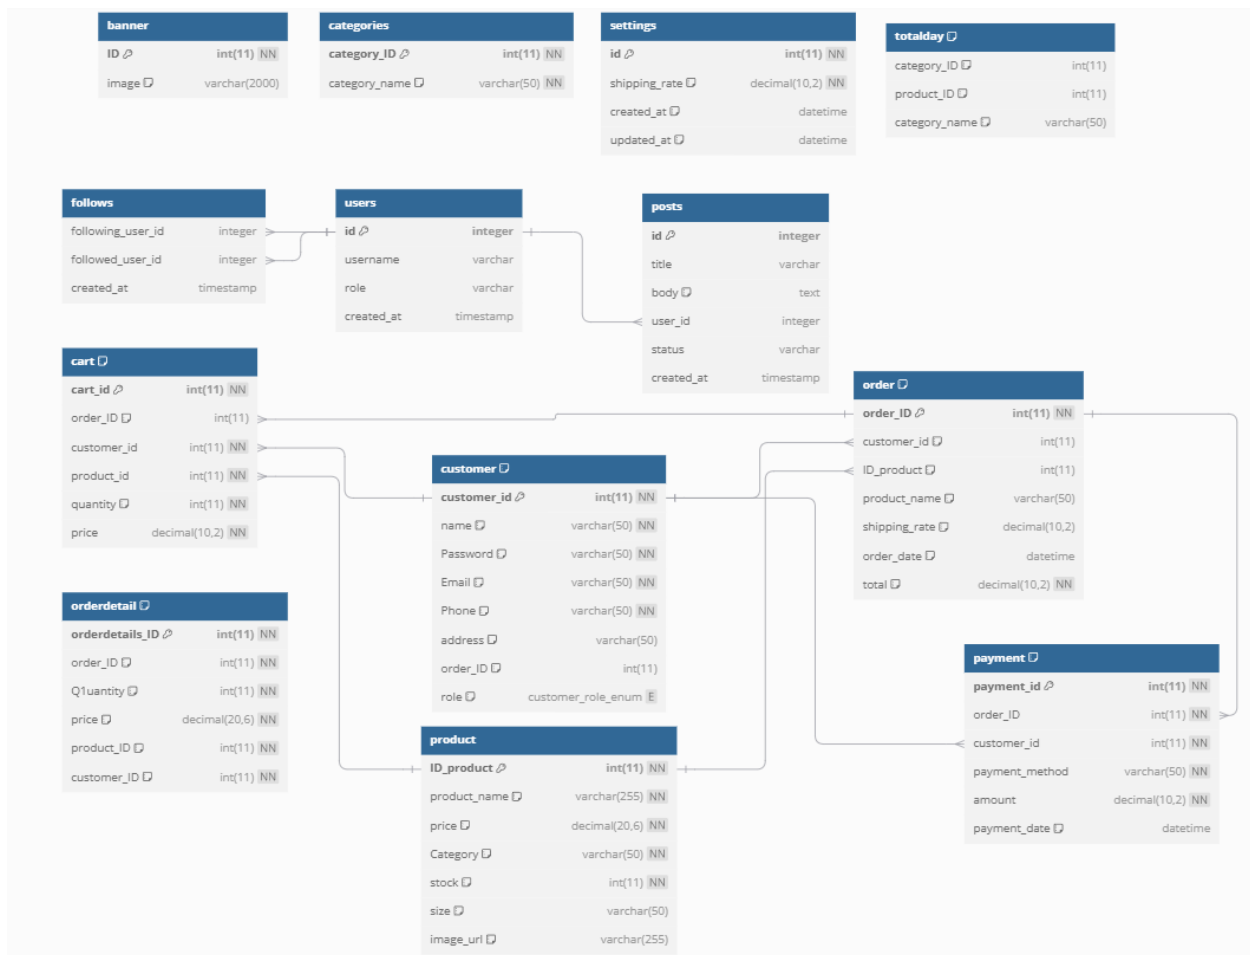 banner
ID int(11) NN
image varchar(2000)
categories
category_ID int(11) NN
category_name varchar(50) NN
settings
id int(11) NN
shipping_rate decimal(10,2) NN
created_at datetime
updated_at datetime
totalday
category_ID int(11)
product_ID int(11)
category_name varchar(50)
follows
following_user_id integer
followed_user_id integer
created_at timestamp
users
id integer
username varchar
role varchar
created_at timestamp
posts
id integer
title varchar
body text
user_id integer
status varchar
created_at timestamp
cart
cart_id int(11) NN
order_ID int(11)
customer_id int(11) NN
product_id int(11) NN
quantity int(11) NN
price decimal(10,2) NN
order
order_ID int(11) NN
customer_id int(11)
ID_product int(11)
product_name varchar(50)
shipping_rate decimal(10,2)
order_date datetime
total decimal(10,2) NN
customer
customer_id int(11) NN
name varchar(50) NN
Password varchar(50) NN
Email varchar(50) NN
Phone varchar(50) NN
address varchar(50)
order_ID int(11)
role customer_role_enum E
orderdetail
orderdetails_ID int(11) NN
order_ID int(11) NN
Q1uantity int(11) NN
price decimal(20,6) NN
product_ID int(11) NN
customer_ID int(11) NN
payment
payment_id int(11) NN
order_ID int(11) NN
customer_id int(11) NN
payment_method varchar(50) NN
amount decimal(10,2) NN
payment_date datetime
product
ID_product int(11) NN
product_name varchar(255) NN
price decimal(20,6) NN
Category varchar(50) NN
stock int(11) NN
size varchar(50)
image_url varchar(255)